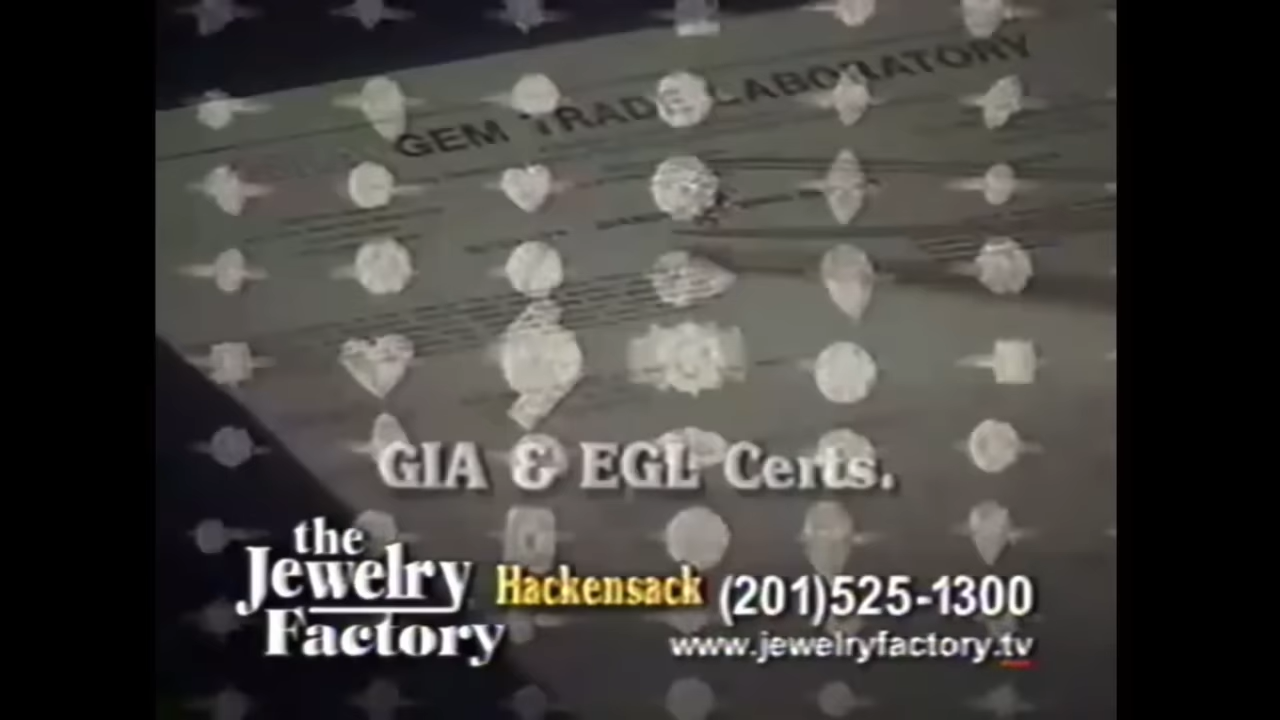 GEM TRADE LABORATORY
GIA & EGL Certs.
the
Jewelry
Factory
Hackensack
(201)525-1300
www.jewelryfactory.tv